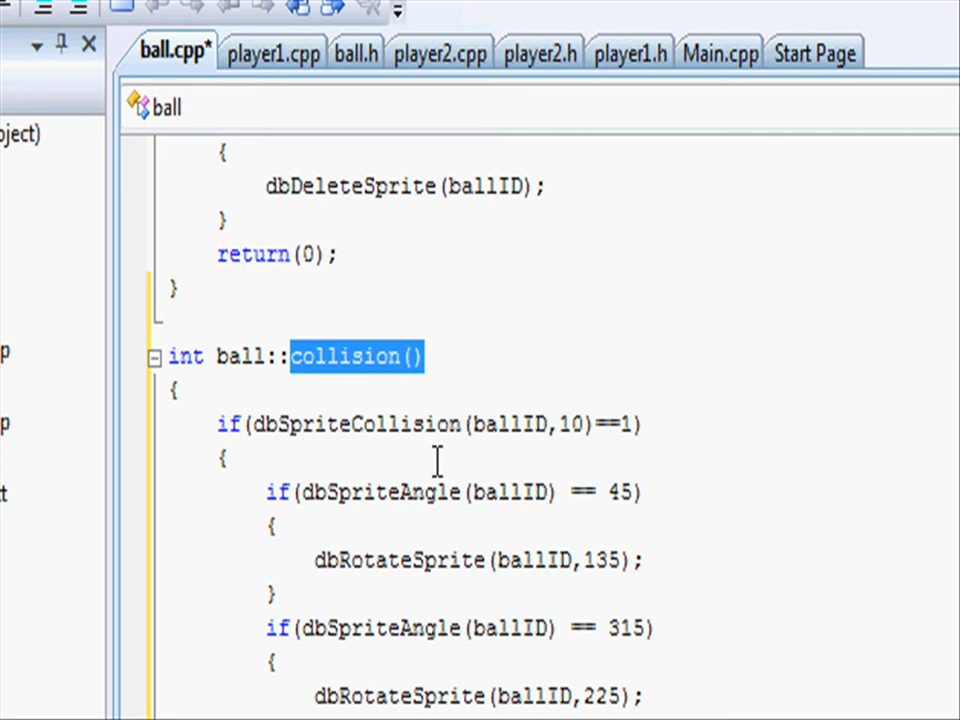 ball.cpp* player1.cpp ball.h player2.cpp player2.h player1.h Main.cpp Start Page
ball
oject)
{
dbDeleteSprite(ballID);
}
return(0);
}
int ball::collision()
{
if(dbSpriteCollision(ballID,10)==1)
{
if(dbSpriteAngle(ballID) == 45)
{
dbRotateSprite(ballID,135);
}
if(dbSpriteAngle(ballID) == 315)
{
dbRotateSprite(ballID,225);